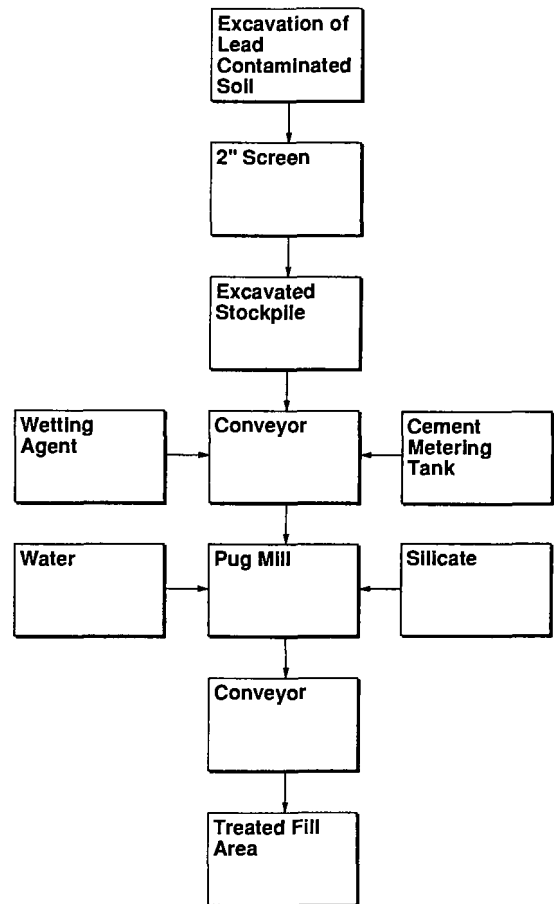 Excavation of
Lead
Contaminated
Soil
2" Screen
Excavated
Stockpile
Wetting
Agent
Conveyor
Cement
Metering
Tank
Water
Pug Mill
Silicate
Conveyor
Treated Fill
Area